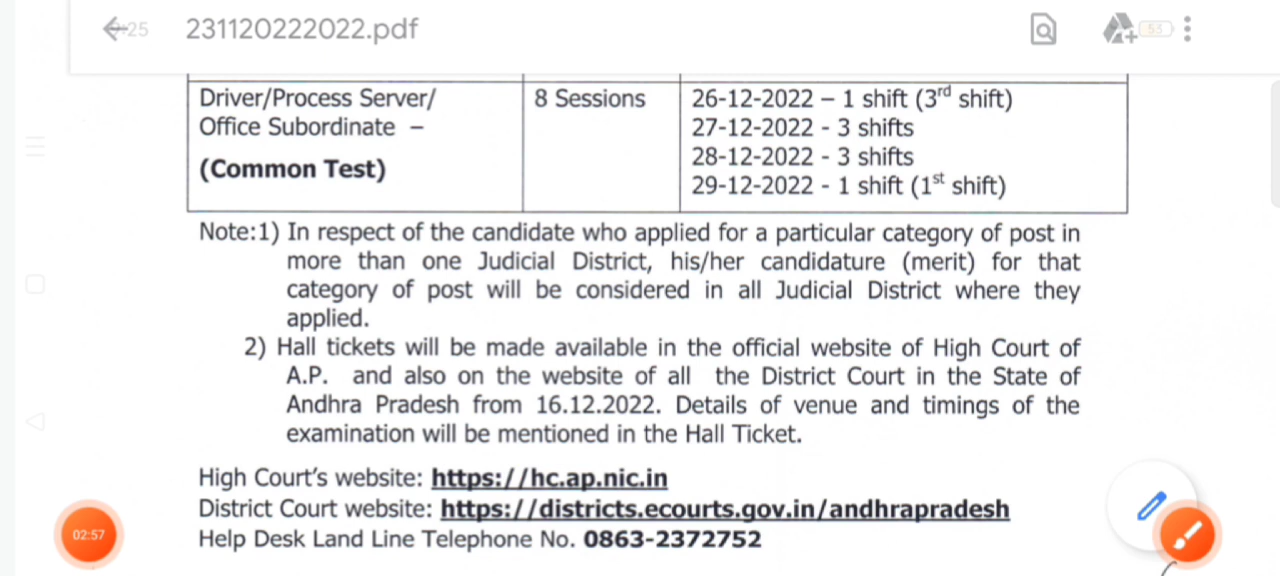 9:25 231120222022.pdf 53
Driver/Process Server/ 8 Sessions 26-12-2022 – 1 shift (3rd shift)
Office Subordinate – 27-12-2022 - 3 shifts
(Common Test) 28-12-2022 - 3 shifts
29-12-2022 - 1 shift (1st shift)
Note:1) In respect of the candidate who applied for a particular category of post in
more than one Judicial District, his/her candidature (merit) for that
category of post will be considered in all Judicial District where they
applied.
2) Hall tickets will be made available in the official website of High Court of
A.P. and also on the website of all the District Court in the State of
Andhra Pradesh from 16.12.2022. Details of venue and timings of the
examination will be mentioned in the Hall Ticket.
High Court's website: https://hc.ap.nic.in
District Court website: https://districts.ecourts.gov.in/andhrapradesh
Help Desk Land Line Telephone No. 0863-2372752
02:57